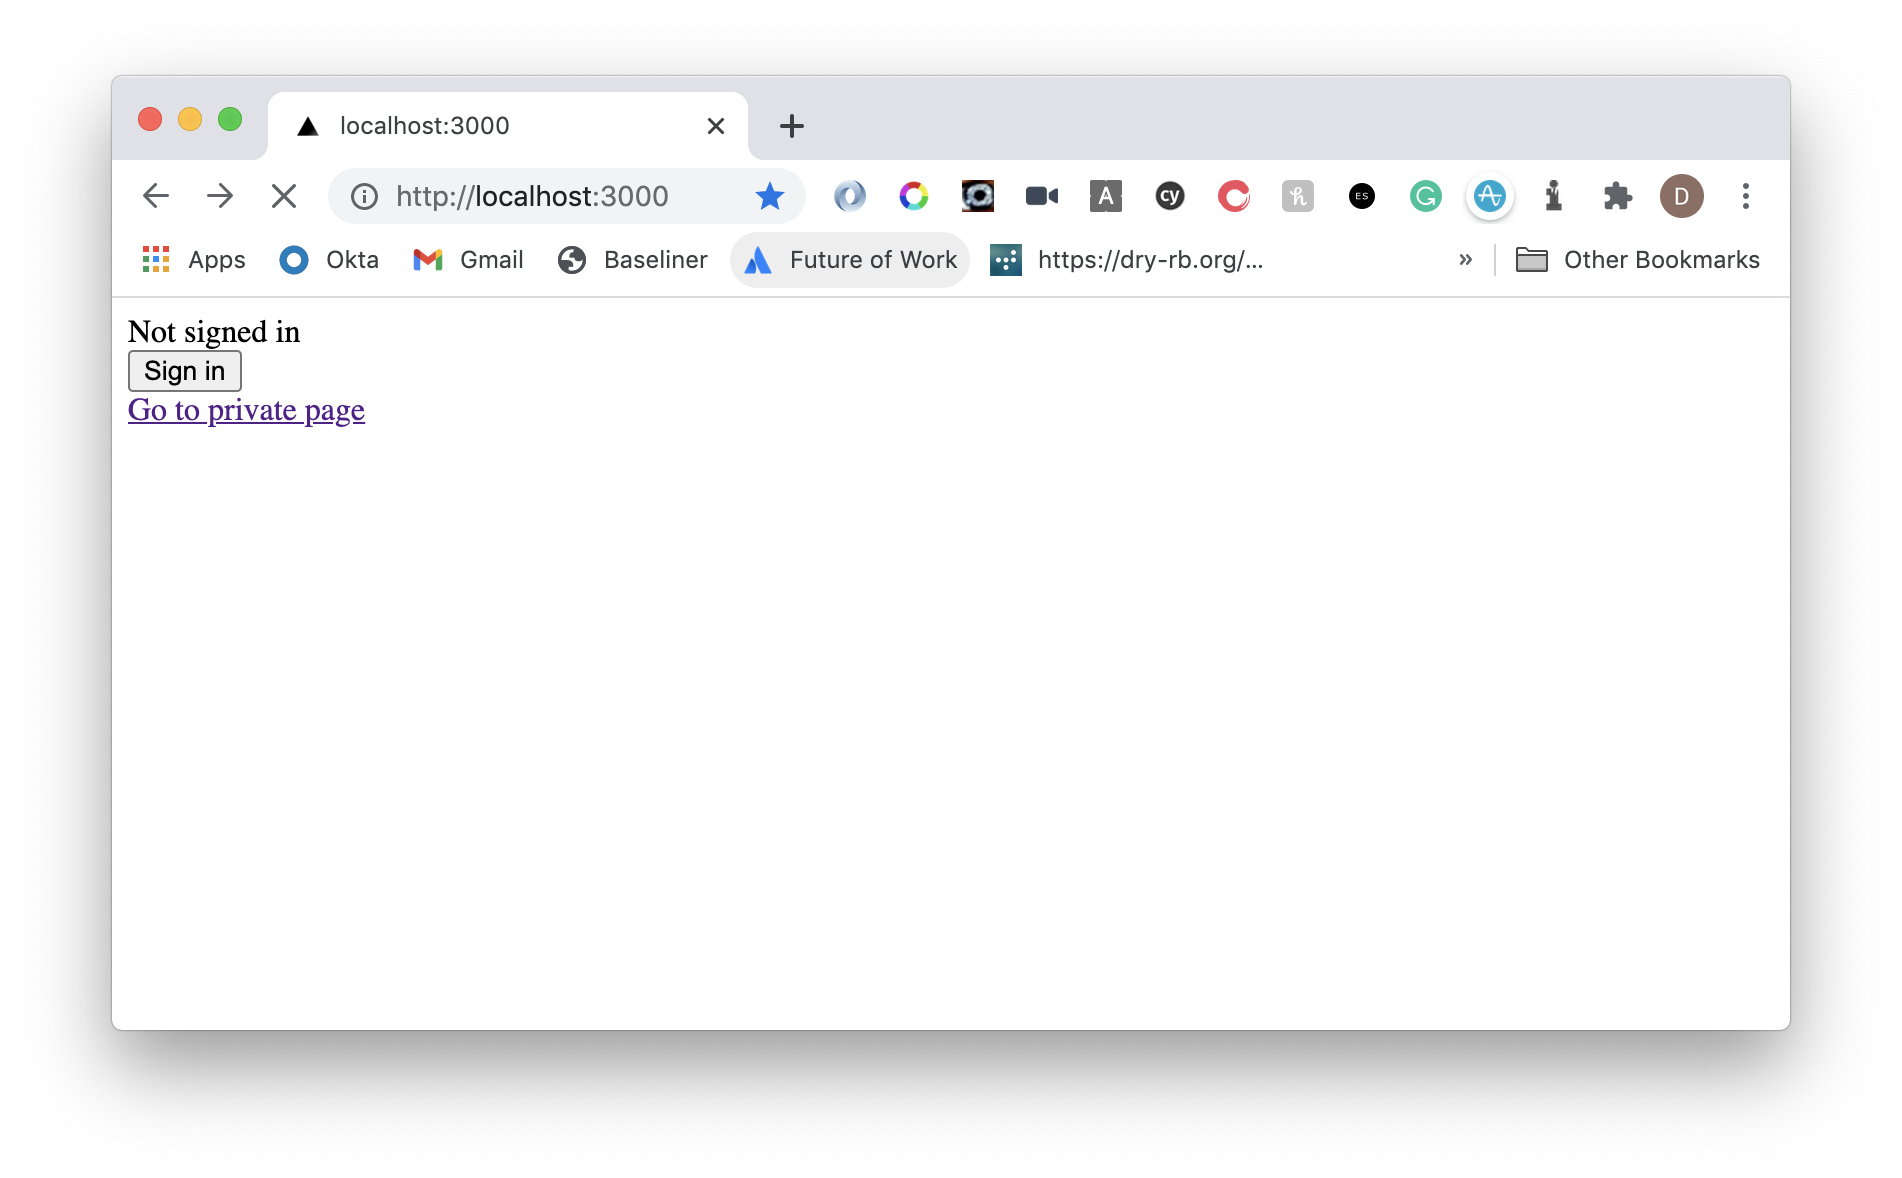 localhost:3000
http://localhost:3000
A
cy
ES
D
Apps
Okta
Gmail
Baseliner
Future of Work
https://dry-rb.org/...
»
Other Bookmarks
Not signed in
Sign in
Go to private page